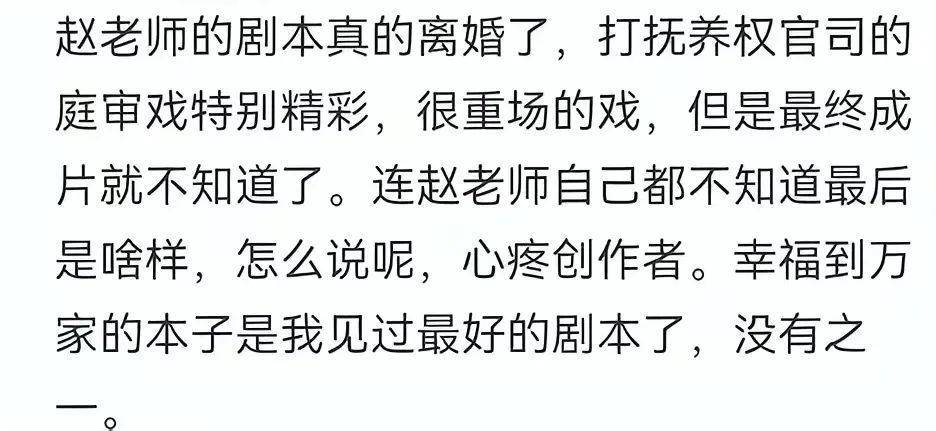 赵老师的剧本真的离婚了，打抚养权官司的
庭审戏特别精彩，很重场的戏，但是最终成
片就不知道了。连赵老师自己都不知道最后
是啥样，怎么说呢，心疼创作者。幸福到万
家的本子是我见过最好的剧本了，没有之
一。